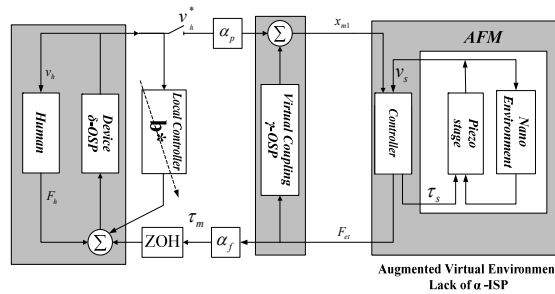 v*h
αp
Σ
xm1
AFM
vh
Human
Device
δ-OSP
Local Controller
b*
Virtual Coupling
γ-OSP
Controller
vs
Piezo
stage
Nano
Environment
τs
Fh
Σ
τm
ZOH
αf
Augmented Virtual Environmen
Lack of α -ISP